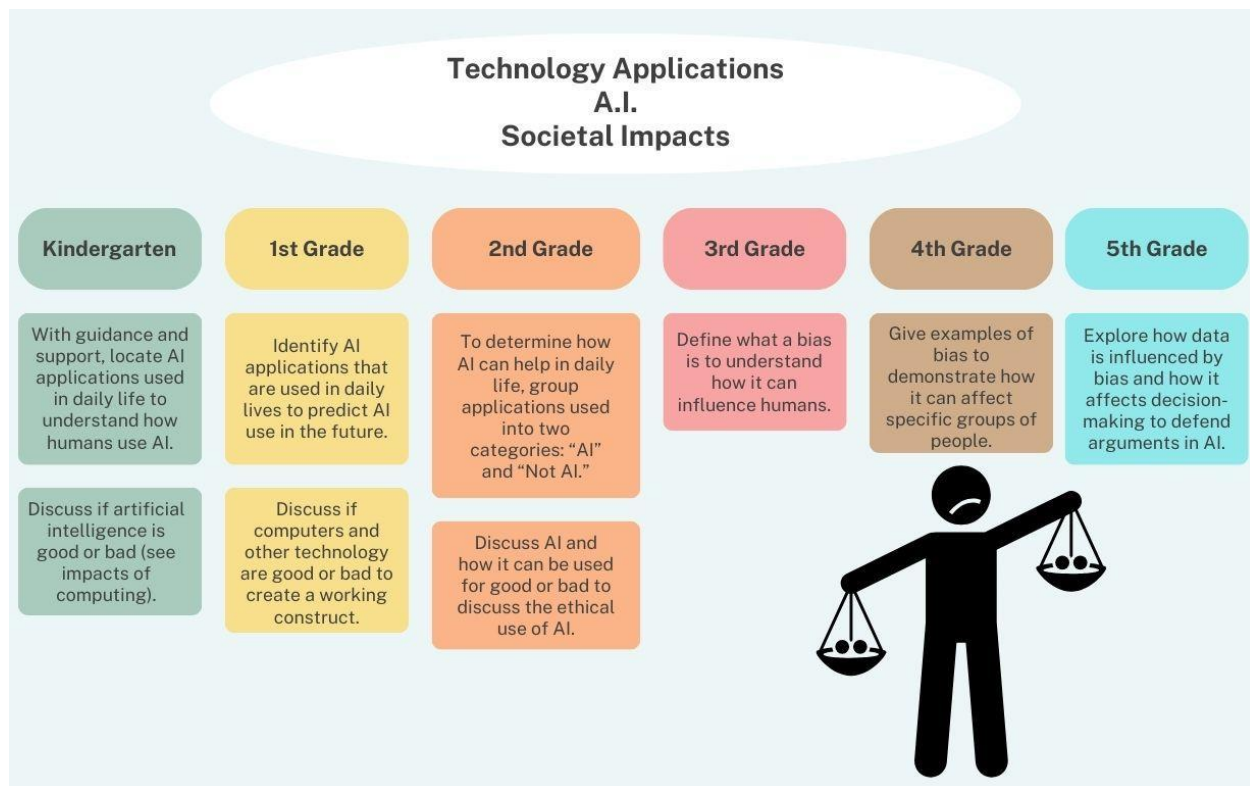 Technology Applications
A.I.
Societal Impacts
Kindergarten
1st Grade
2nd Grade
3rd Grade
4th Grade
5th Grade
With guidance and
support, locate AI
applications used
in daily life to
understand how
humans use AI.
Identify AI
applications that
are used in daily
lives to predict AI
use in the future.
To determine how
AI can help in daily
life, group
applications used
into two
categories: “AI”
and “Not AI.”
Define what a bias
is to understand
how it can
influence humans.
Give examples of
bias to
demonstrate how
it can affect
specific groups of
people.
Explore how data
is influenced by
bias and how it
affects decision-
making to defend
arguments in AI.
Discuss if artificial
intelligence is
good or bad (see
impacts of
computing).
Discuss if
computers and
other technology
are good or bad to
create a working
construct.
Discuss AI and
how it can be used
for good or bad to
discuss the ethical
use of AI.